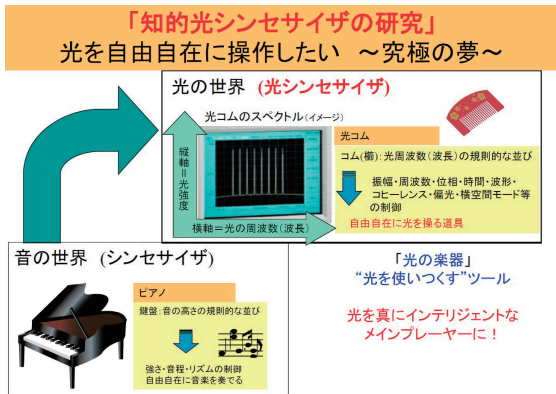 「知的光シンセサイザの研究」
光を自由自在に操作したい ～究極の夢～
光の世界 (光シンセサイザ)
光コムのスペクトル(イメージ)
縦軸＝光強度
横軸＝光の周波数(波長)
光コム
コム(櫛):光周波数(波長)の規則的な並び
振幅・周波数・位相・時間・波形・
コヒーレンス・偏光・横空間モード等
の制御
自由自在に光を操る道具
音の世界 (シンセサイザ)
ピアノ
鍵盤:音の高さの規則的な並び
強さ・音程・リズムの制御
自由自在に音楽を奏でる
「光の楽器」
“光を使いつくす”ツール
光を真にインテリジェントな
メインプレーヤーに！